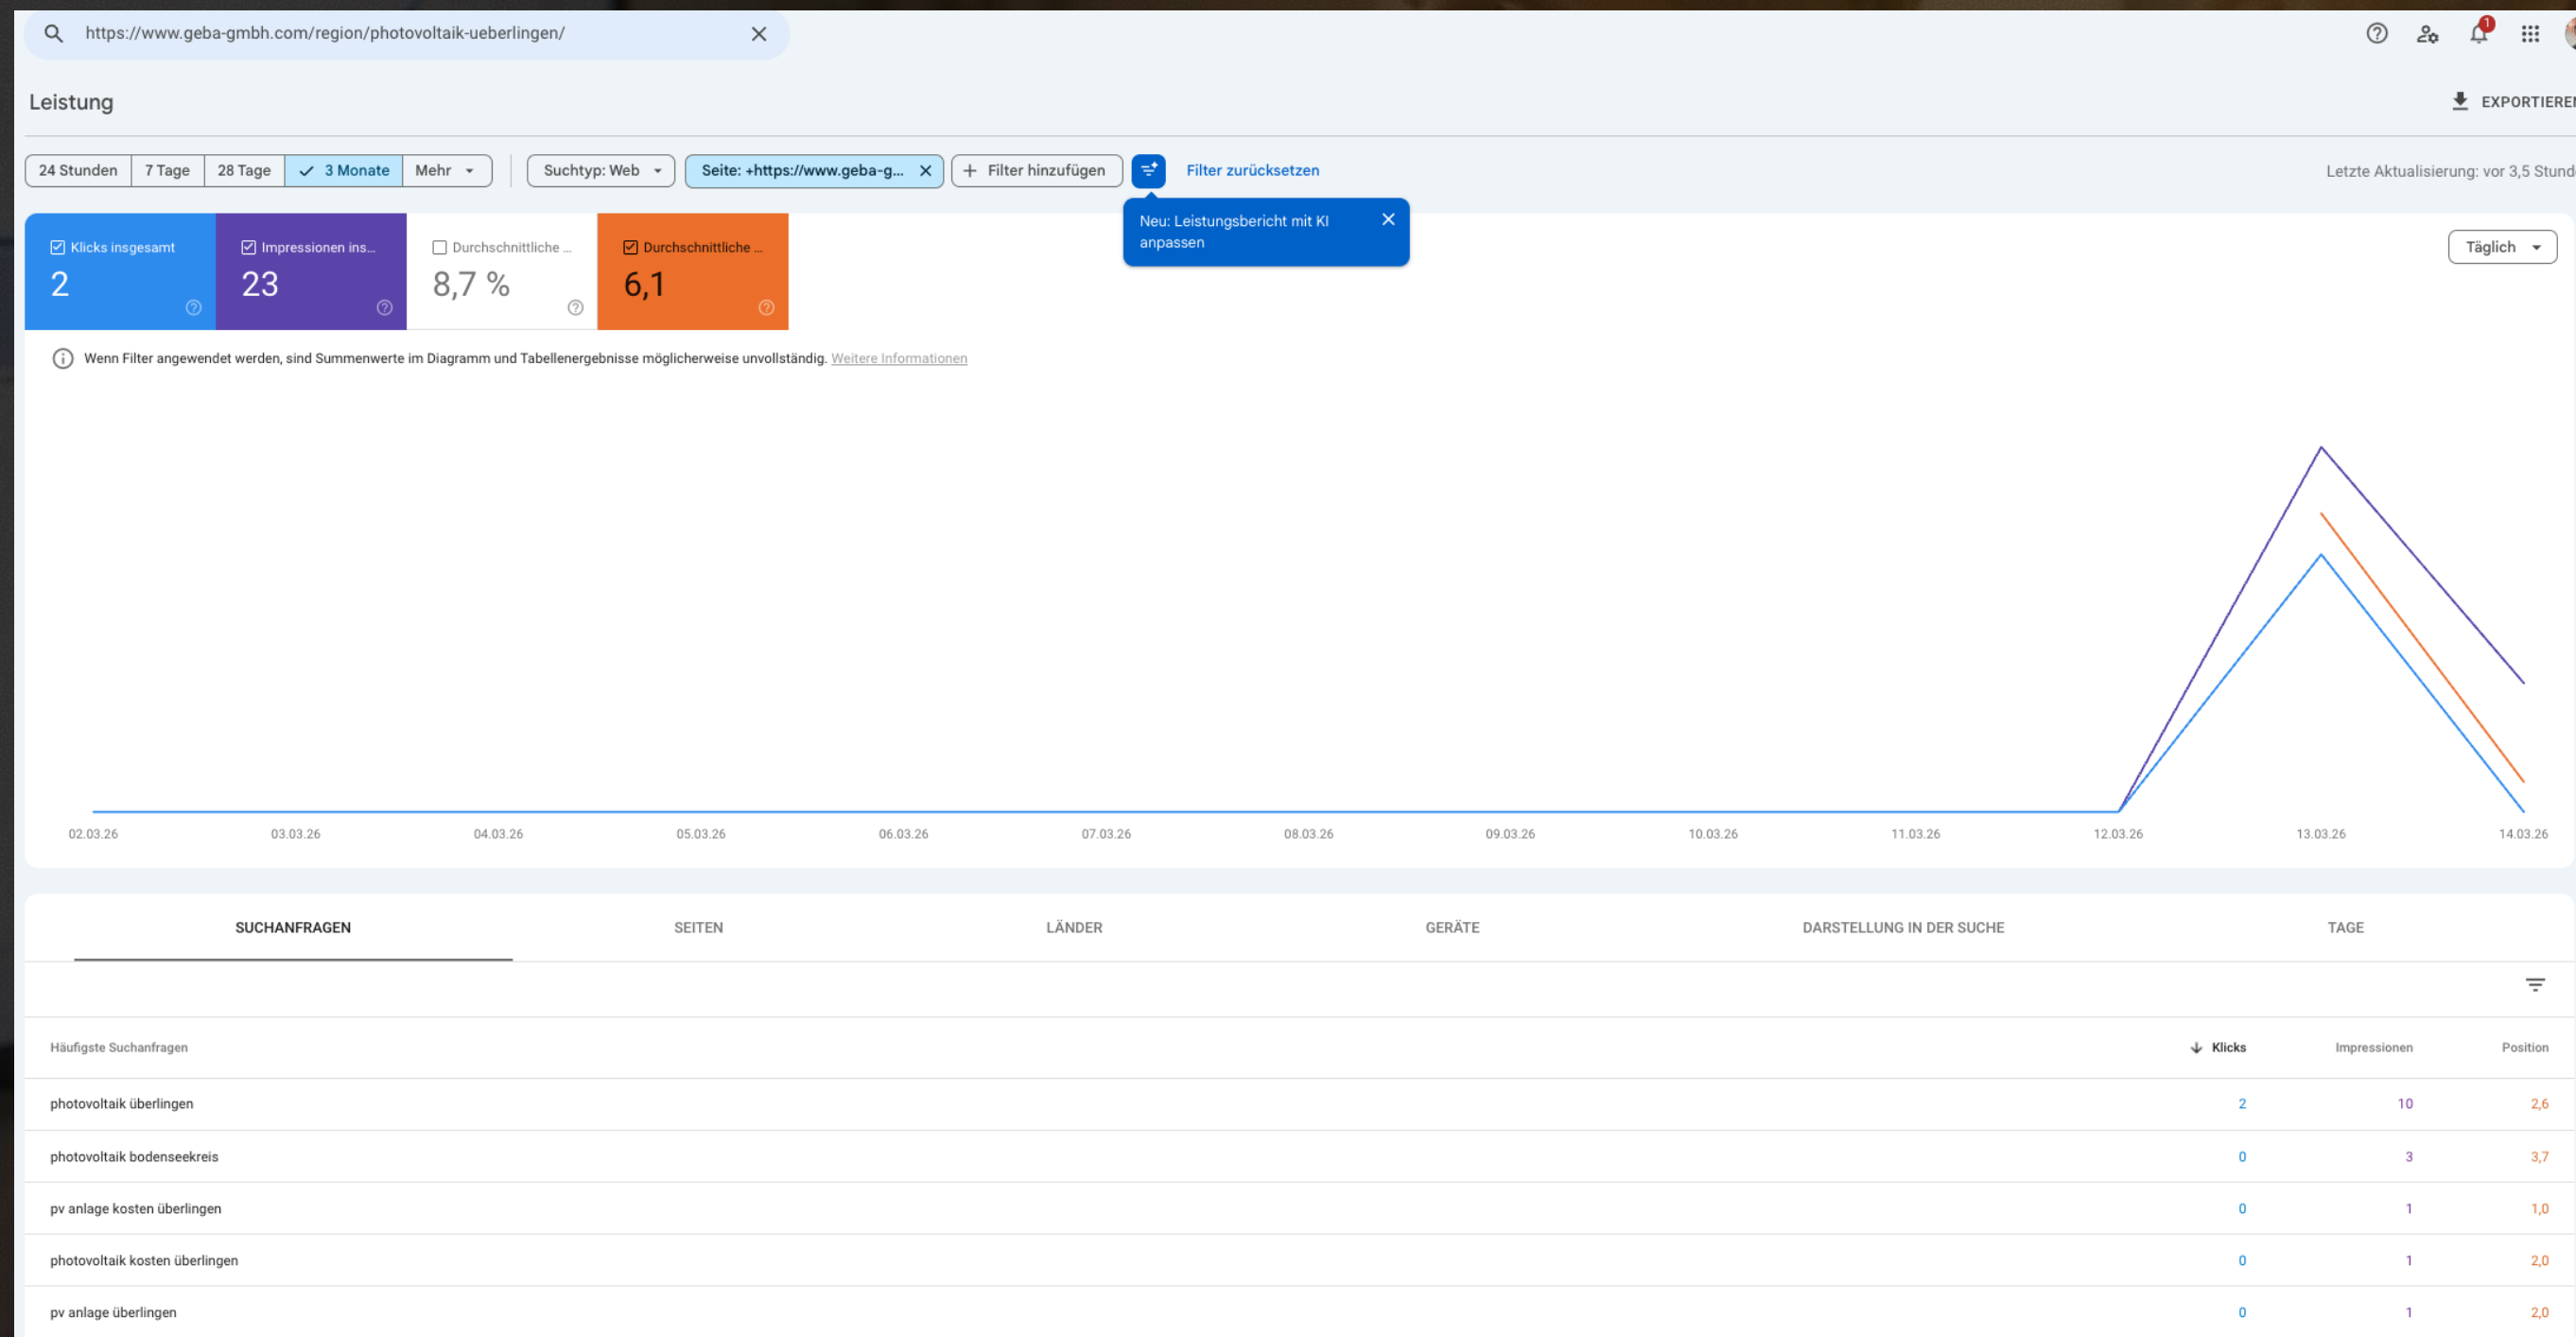 https://www.geba-gmbh.com/region/photovoltaik-ueberlingen/
1
Leistung
EXPORTIEREN
24 Stunden 7 Tage 28 Tage 3 Monate Mehr Suchtyp: Web Seite: +https://www.geba-g... Filter hinzufügen Filter zurücksetzen Letzte Aktualisierung: vor 3,5 Stund
Neu: Leistungsbericht mit KI
anpassen
Täglich
Klicks insgesamt Impressionen ins... Durchschnittliche ... Durchschnittliche ...
2 23 8,7 % 6,1
Wenn Filter angewendet werden, sind Summenwerte im Diagramm und Tabellenergebnisse möglicherweise unvollständig. Weitere Informationen
02.03.26 03.03.26 04.03.26 05.03.26 06.03.26 07.03.26 08.03.26 09.03.26 10.03.26 11.03.26 12.03.26 13.03.26 14.03.26
SUCHANFRAGEN SEITEN LÄNDER GERÄTE DARSTELLUNG IN DER SUCHE TAGE
Häufigste Suchanfragen Klicks Impressionen Position
photovoltaik überlingen 2 10 2,6
photovoltaik bodenseekreis 0 3 3,7
pv anlage kosten überlingen 0 1 1,0
photovoltaik kosten überlingen 0 1 2,0
pv anlage überlingen 0 1 2,0